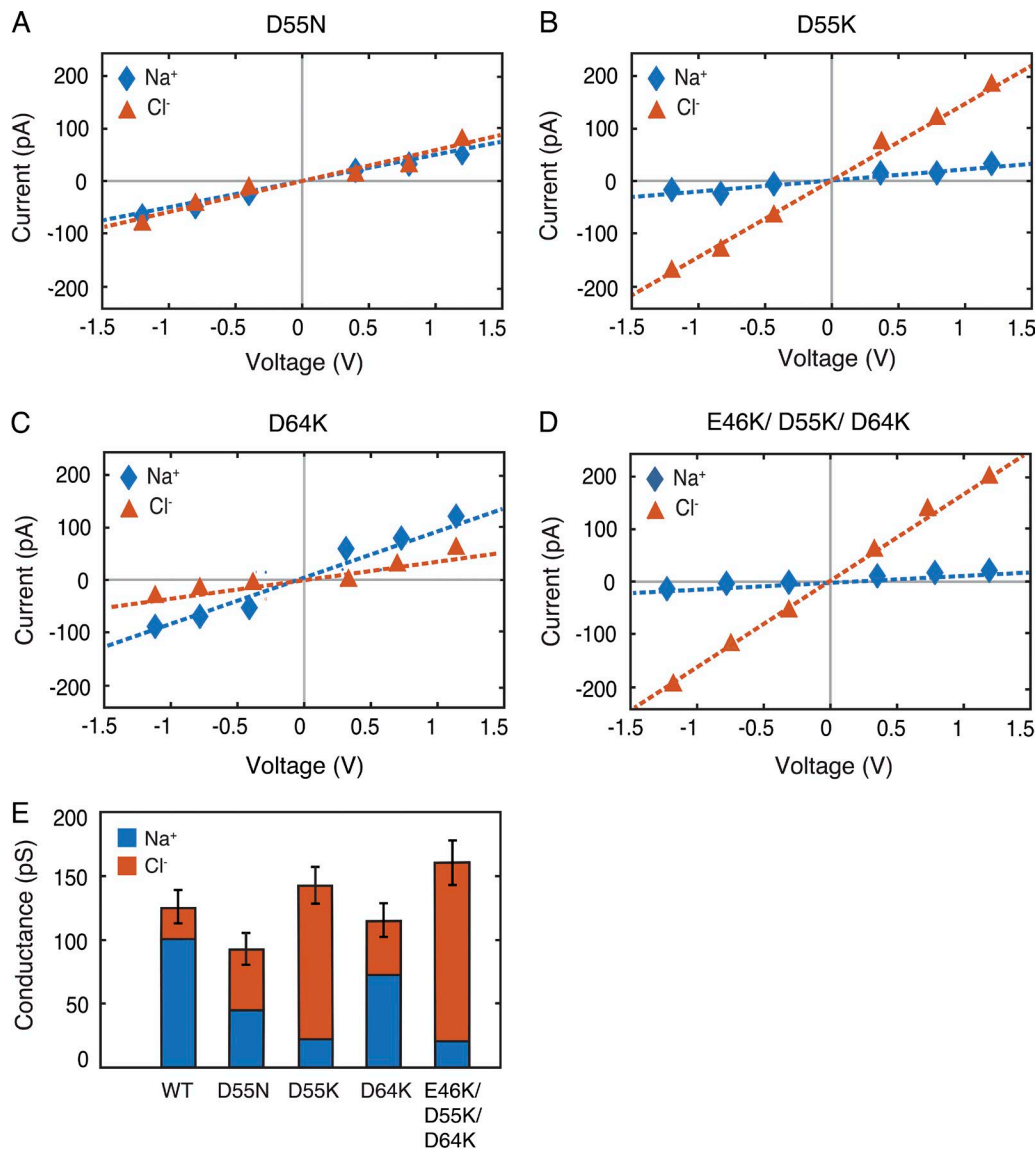 A
D55N
Na⁺
Cl⁻
200
100
0
-100
-200
Current (pA)
-1.5
-1
-0.5
0
0.5
1
1.5
Voltage (V)
B
D55K
Na⁺
Cl⁻
200
100
0
-100
-200
Current (pA)
-1.5
-1
-0.5
0
0.5
1
1.5
Voltage (V)
C
D64K
Na⁺
Cl⁻
200
100
0
-100
-200
Current (pA)
-1.5
-1
-0.5
0
0.5
1
1.5
Voltage (V)
D
E46K/ D55K/ D64K
Na⁺
Cl⁻
200
100
0
-100
-200
Current (pA)
-1.5
-1
-0.5
0
0.5
1
1.5
Voltage (V)
E
Na⁺
Cl⁻
200
150
100
50
0
Conductance (pS)
WT
D55N
D55K
D64K
E46K/
D55K/
D64K